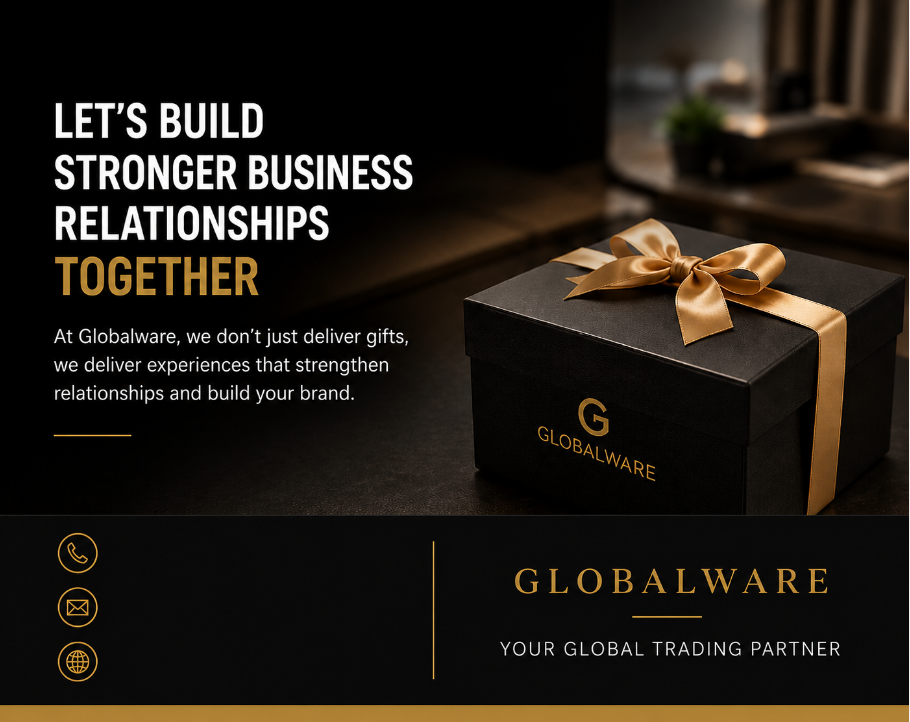 LET'S BUILD
STRONGER BUSINESS
RELATIONSHIPS
TOGETHER
At Globalware, we don't just deliver gifts,
we deliver experiences that strengthen
relationships and build your brand.
G
GLOBALWARE
GLOBALWARE
YOUR GLOBAL TRADING PARTNER